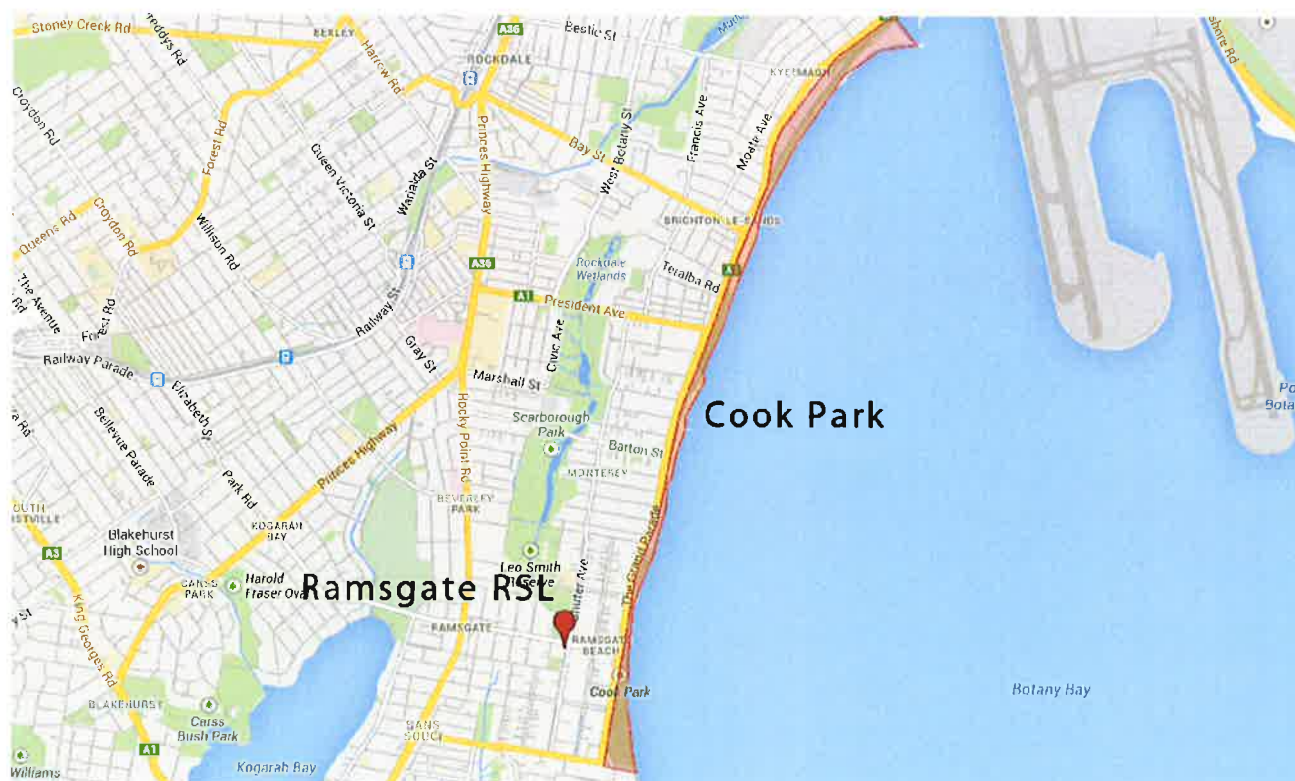 Stoney Creek Rd
BEXLEY
A36
Bestic St
Harrow Rd
ROCKDALE
KYEEMAGH
Croydon Rd
Forest Rd
Princes Highway
West Botany St
Francis Ave
Moate Ave
Bay St
Queen Victoria St
Warialda St
Queens Rd
Croydon Rd
Willison Rd
BRIGHTON-LE-SANDS
A36
Rockdale
Wetlands
Teralba Rd
A1
The Avenue
A1
President Ave
Railway St
Gray St
Civic Ave
Railway Parade
Elizabeth St
Marshall St
Bellevue Parade
Princes Highway
Rocky Point Rd
Scarborough
Park
Cook Park
Barton St
MONTEREY
Park Rd
BEVERLEY
PARK
KOGARAH
BAY
Blakehurst
High School
A3
Leo Smith
Reserve
The Grand Parade
CARSS
PARK
Harold
Fraser Oval
Ramsgate RSL
King Georges Rd
RAMSGATE
RAMSGATE
BEACH
Cook Park
Botany Bay
BLAKEHURST
Carss
Bush Park
SANS
SOUCI
A1
Kogarah Bay
Williams